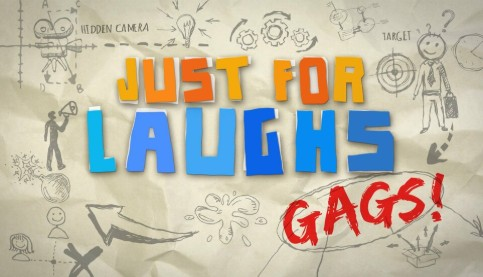 HIDDEN CAMERA
TARGET
JUST FOR
LAUGHS
GAGS!